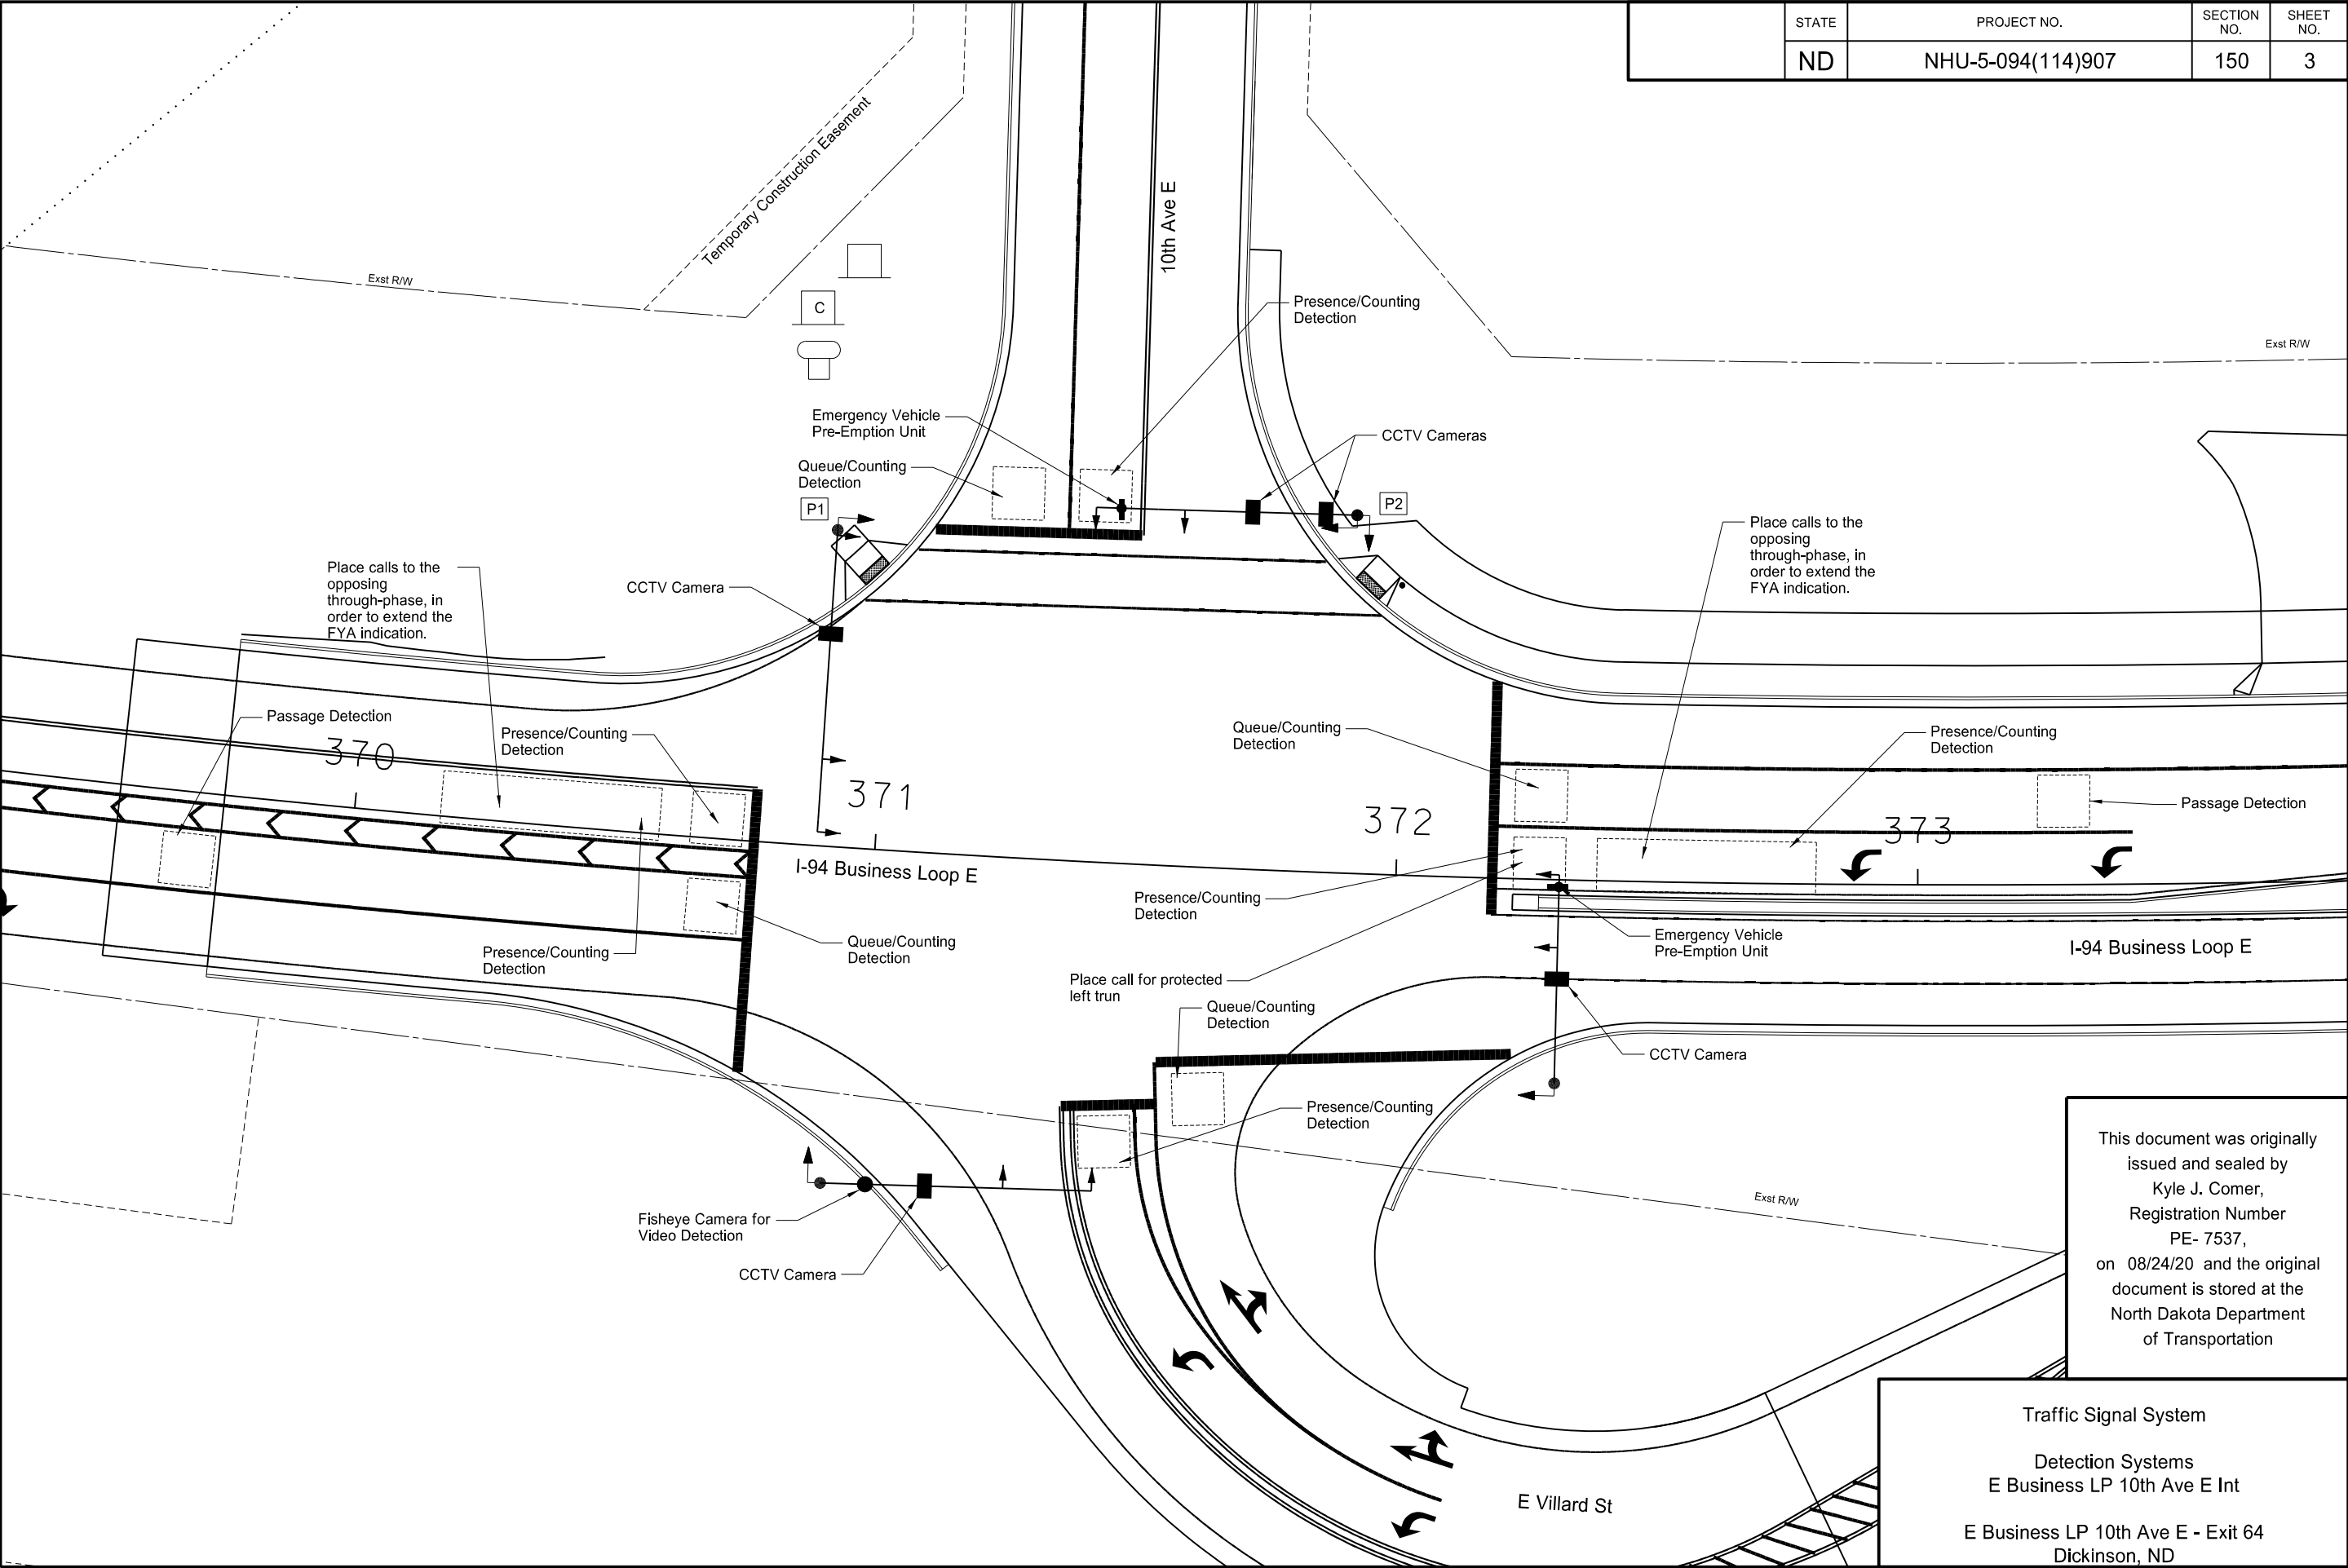 STATE
PROJECT NO.
SECTION
NO.
SHEET
NO.
ND
NHU-5-094(114)907
150
3
Temporary Construction Easement
10th Ave E
Exst R/W
C
Presence/Counting
Detection
Exst R/W
Emergency Vehicle
Pre-Emption Unit
CCTV Cameras
Queue/Counting
Detection
P1
P2
Place calls to the
opposing
through-phase, in
order to extend the
FYA indication.
Place calls to the
opposing
through-phase, in
order to extend the
FYA indication.
CCTV Camera
Passage Detection
370
Presence/Counting
Detection
Queue/Counting
Detection
Presence/Counting
Detection
371
372
373
Passage Detection
I-94 Business Loop E
Presence/Counting
Detection
Presence/Counting
Detection
Queue/Counting
Detection
Emergency Vehicle
Pre-Emption Unit
I-94 Business Loop E
Place call for protected
left trun
Queue/Counting
Detection
CCTV Camera
Presence/Counting
Detection
Exst R/W
Fisheye Camera for
Video Detection
CCTV Camera
E Villard St
This document was originally
issued and sealed by
Kyle J. Comer,
Registration Number
PE- 7537,
on 08/24/20 and the original
document is stored at the
North Dakota Department
of Transportation
Traffic Signal System
Detection Systems
E Business LP 10th Ave E Int
E Business LP 10th Ave E - Exit 64
Dickinson, ND